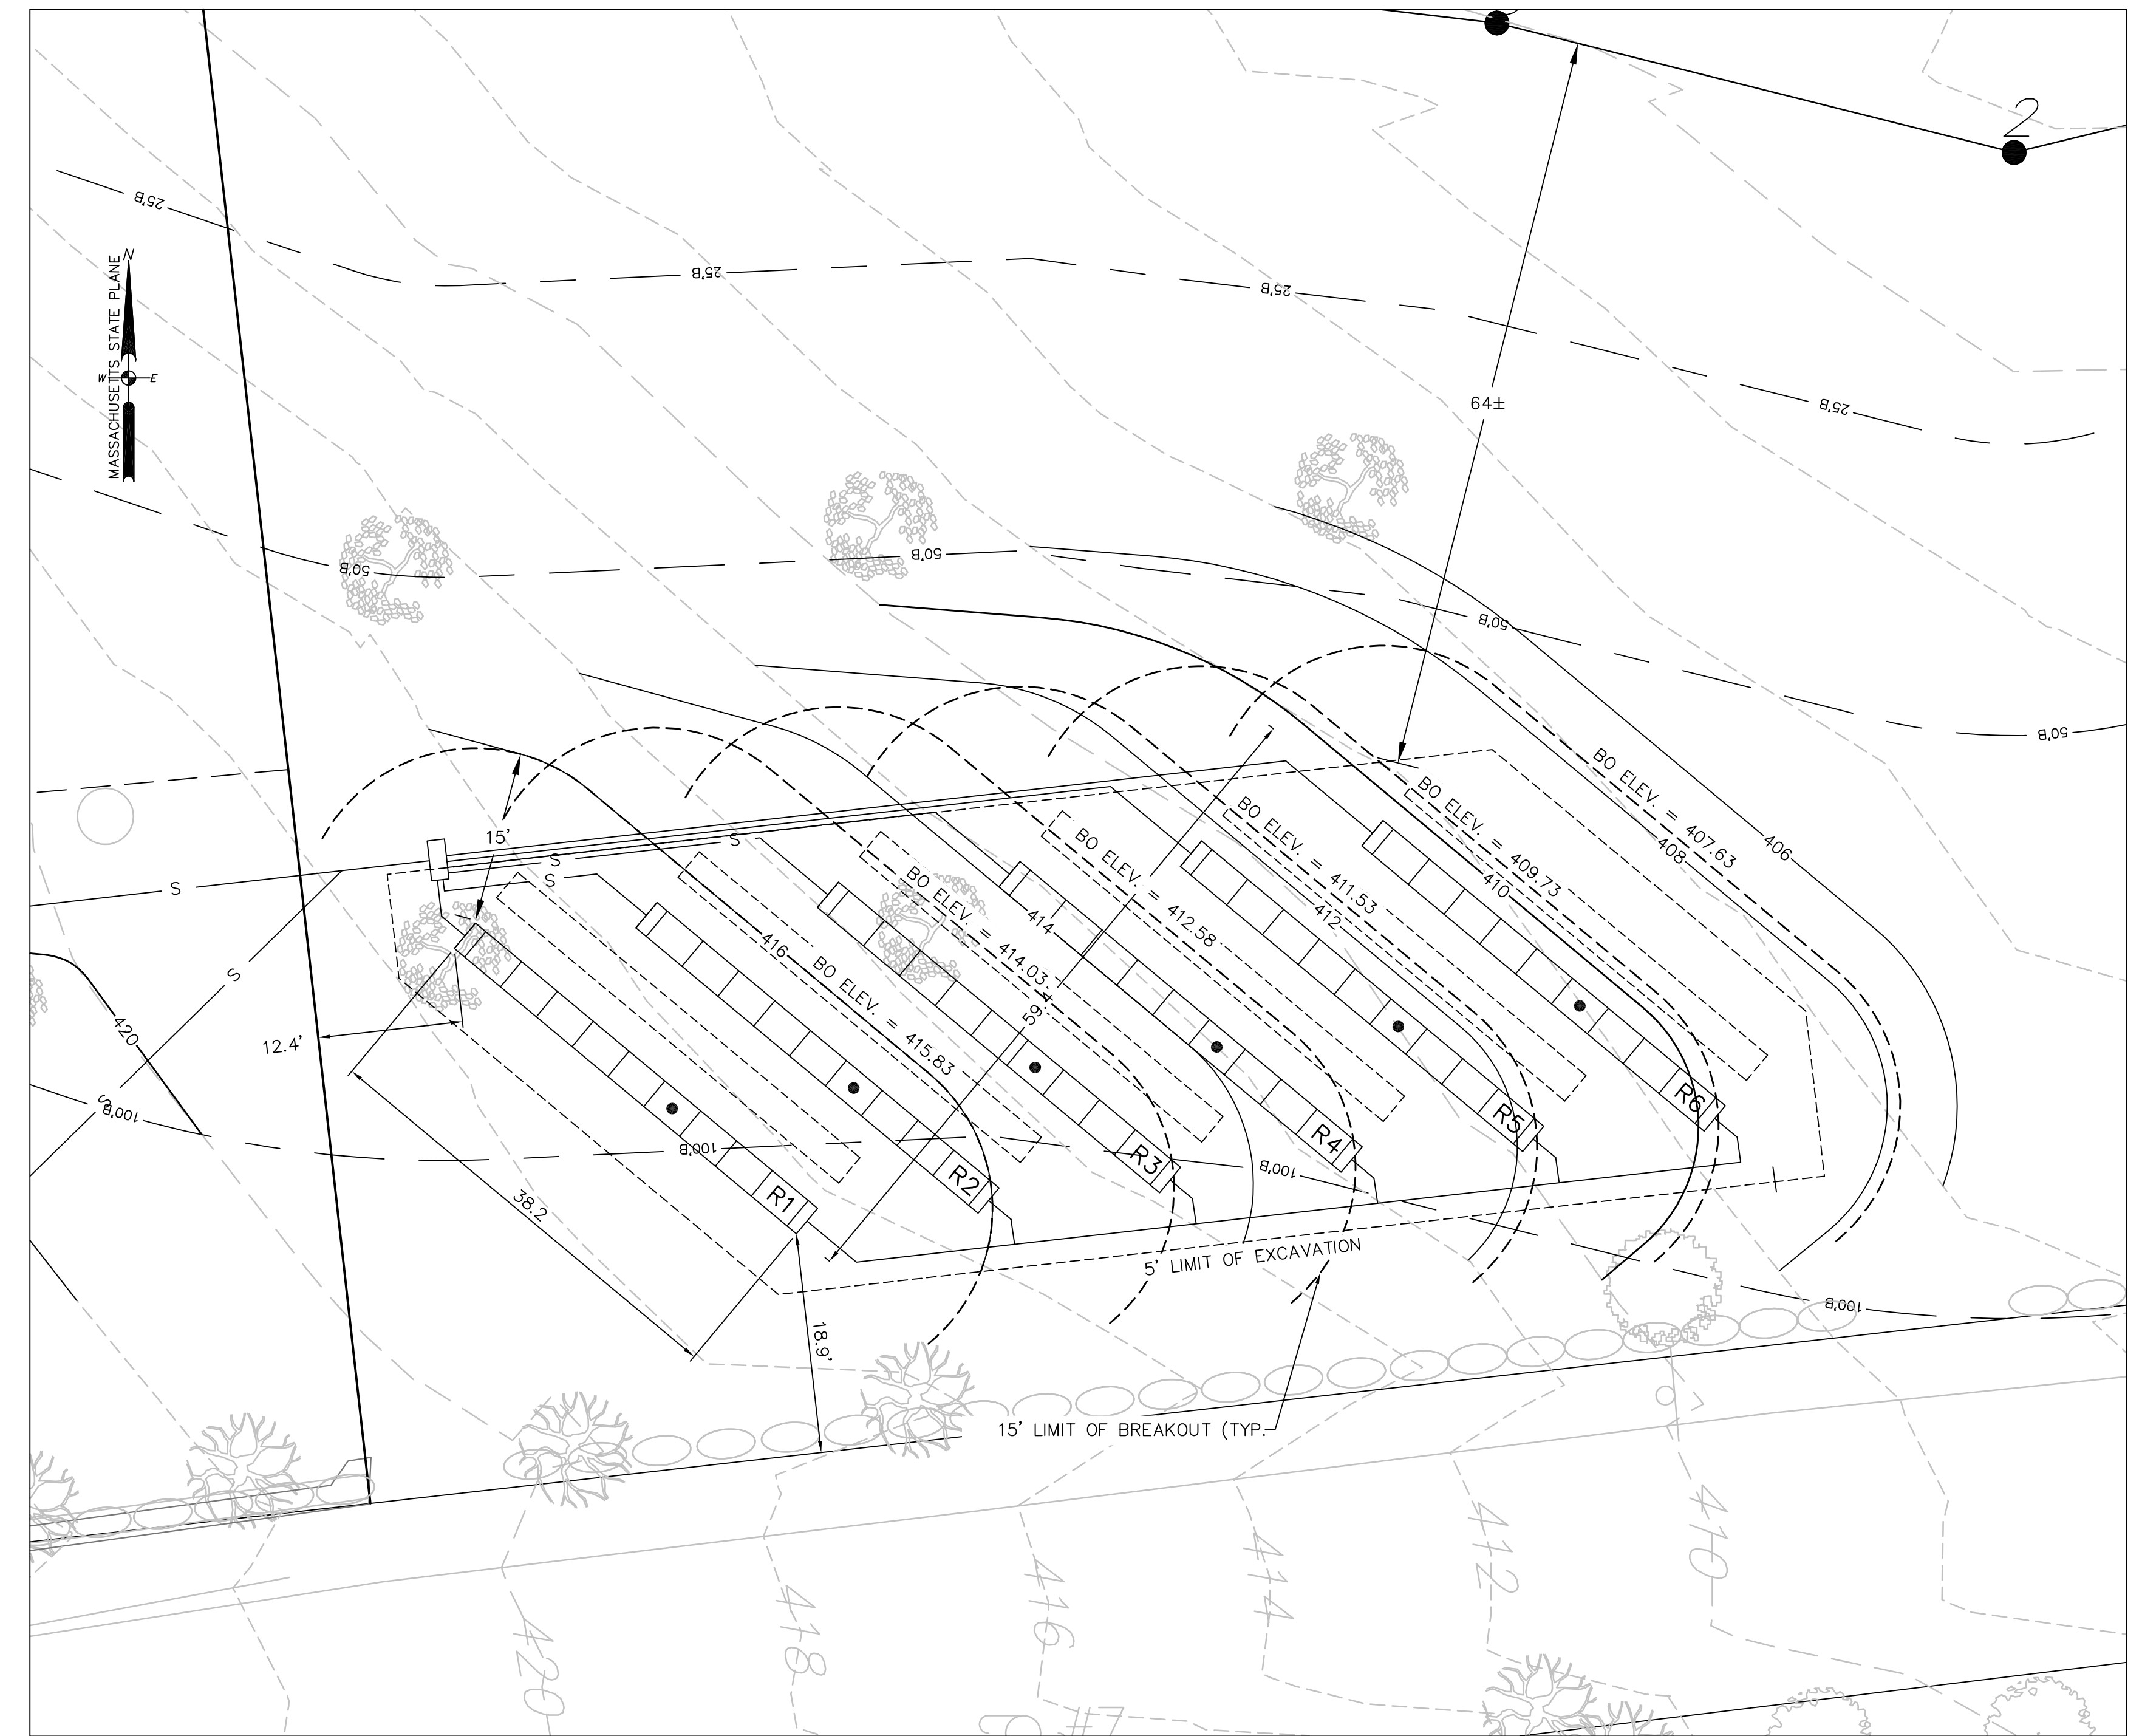 2
25'B
25'B
25'B
25'B
N
W
E
MASSACHUSETTS STATE PLANE
64±
50'B
50'B
50'B
50'B
15'
S
S
S
S
S
S
12.4'
420
100'B
100'B
100'B
100'B
38.2
59.4
18.9'
416
414
412
410
408
406
BO ELEV. = 415.83
BO ELEV. = 414.03
BO ELEV. = 412.58
BO ELEV. = 411.53
BO ELEV. = 409.73
BO ELEV. = 407.63
R1
R2
R3
R4
R5
R6
5' LIMIT OF EXCAVATION
15' LIMIT OF BREAKOUT (TYP.
420
418
416
414
412
410